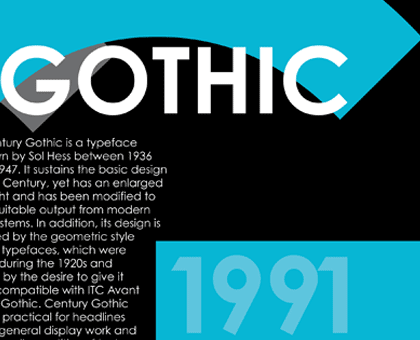 GOTHIC
ntury Gothic is a typeface
n by Sol Hess between 1936
947. It sustains the basic design
Century, yet has an enlarged
ht and has been modified to
uitable output from modern
stems. In addition, its design is
ed by the geometric style
typefaces, which were
during the 1920s and
by the desire to give it
compatible with ITC Avant
Gothic. Century Gothic
practical for headlines
general display work and
1991